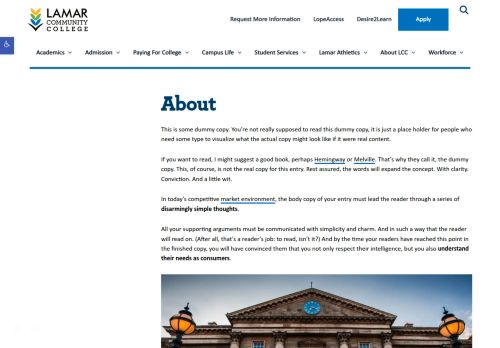 LAMAR
COMMUNITY
COLLEGE
Request More Information LopeAccess Desire2Learn Apply
Academics Admission Paying For College Campus Life Student Services Lamar Athletics About LCC Workforce
About
This is some dummy copy. You're not really supposed to read this dummy copy, it is just a place holder for people who
need some type to visualize what the actual copy might look like if it were real content.
If you want to read, I might suggest a good book, perhaps Hemingway or Melville. That's why they call it, the dummy
copy. This, of course, is not the real copy for this entry. Rest assured, the words will expand the concept. With clarity.
Conviction. And a little wit.
In today's competitive market environment, the body copy of your entry must lead the reader through a series of
disarmingly simple thoughts.
All your supporting arguments must be communicated with simplicity and charm. And in such a way that the reader
will read on. (After all, that's a reader's job: to read, isn't it?) And by the time your readers have reached this point in
the finished copy, you will have convinced them that you not only respect their intelligence, but you also understand
their needs as consumers.